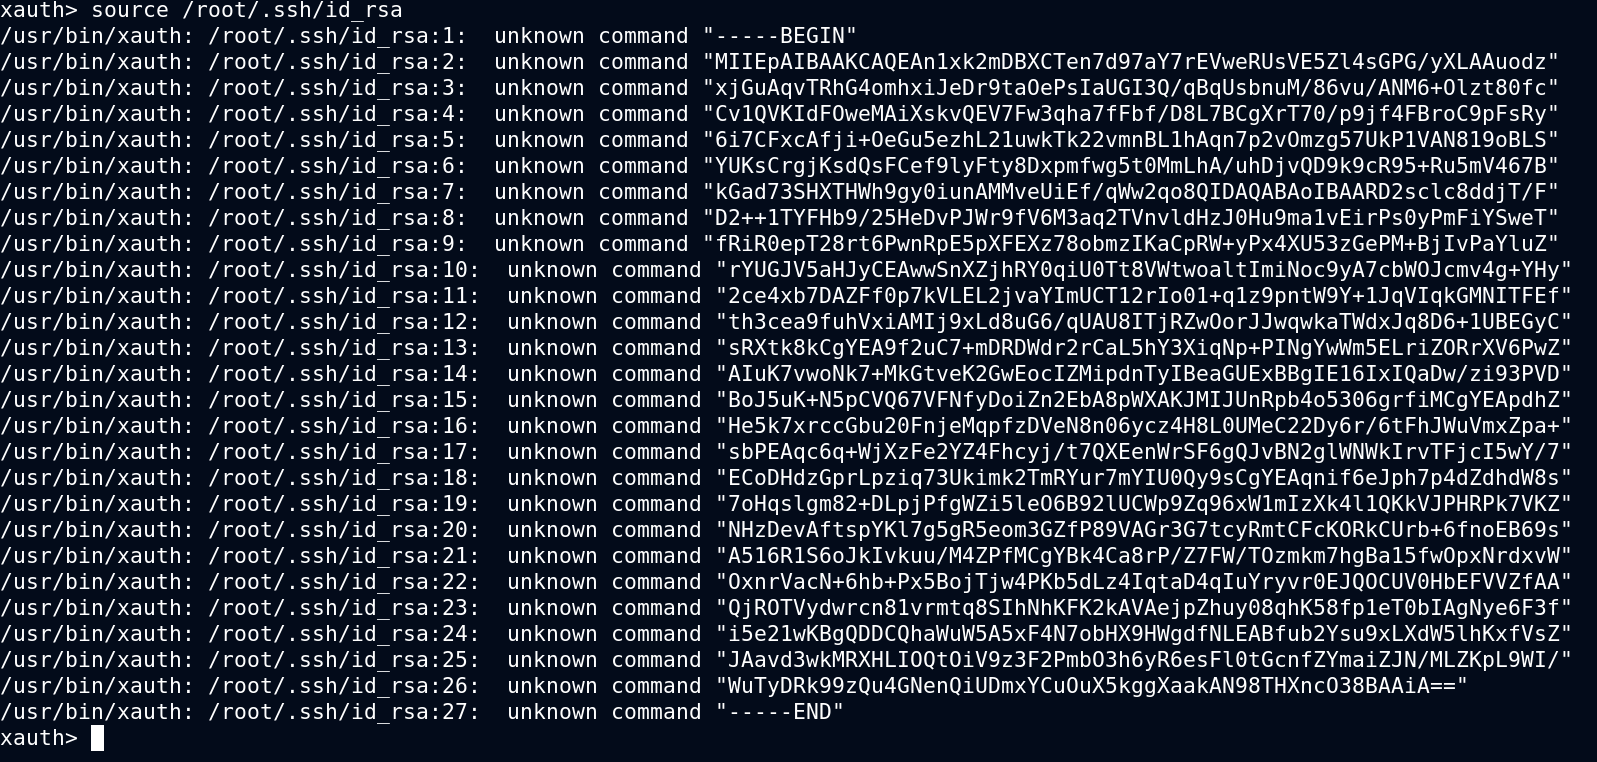 xauth> source /root/.ssh/id_rsa
/usr/bin/xauth: /root/.ssh/id_rsa:1:  unknown command "-----BEGIN"
/usr/bin/xauth: /root/.ssh/id_rsa:2:  unknown command "MIIEpAIBAAKCAQEAn1xk2mDBXCTen7d97aY7rEVweRUsVE5Zl4sGPG/yXLAAuodz"
/usr/bin/xauth: /root/.ssh/id_rsa:3:  unknown command "xjGuAqvTRhG4omhxiJeDr9taOePsIaUGI3Q/qBqUsbnuM/86vu/ANM6+Olzt80fc"
/usr/bin/xauth: /root/.ssh/id_rsa:4:  unknown command "Cv1QVKIdFOweMAiXskvQEV7Fw3qha7fFbf/D8L7BCgXrT70/p9jf4FBroC9pFsRy"
/usr/bin/xauth: /root/.ssh/id_rsa:5:  unknown command "6i7CFxcAfji+OeGu5ezhL21uwkTk22vmnBL1hAqn7p2vOmzg57UkP1VAN819oBLS"
/usr/bin/xauth: /root/.ssh/id_rsa:6:  unknown command "YUKsCrgjKsdQsFCef9lyFty8Dxpmfwg5t0MmLhA/uhDjvQD9k9cR95+Ru5mV467B"
/usr/bin/xauth: /root/.ssh/id_rsa:7:  unknown command "kGad73SHXTHWh9gy0iunAMMveUiEf/qWw2qo8QIDAQABAoIBAARD2sclc8ddjT/F"
/usr/bin/xauth: /root/.ssh/id_rsa:8:  unknown command "D2++1TYFHb9/25HeDvPJWr9fV6M3aq2TVnvldHzJ0Hu9ma1vEirPs0yPmFiYSweT"
/usr/bin/xauth: /root/.ssh/id_rsa:9:  unknown command "fRiR0epT28rt6PwnRpE5pXFEXz78obmzIKaCpRW+yPx4XU53zGePM+BjIvPaYluZ"
/usr/bin/xauth: /root/.ssh/id_rsa:10:  unknown command "rYUGJV5aHJyCEAwwSnXZjhRY0qiU0Tt8VWtwoaltImiNoc9yA7cbWOJcmv4g+YHy"
/usr/bin/xauth: /root/.ssh/id_rsa:11:  unknown command "2ce4xb7DAZFf0p7kVLEL2jvaYImUCT12rIo01+q1z9pntW9Y+1JqVIqkGMNITFEf"
/usr/bin/xauth: /root/.ssh/id_rsa:12:  unknown command "th3cea9fuhVxiAMIj9xLd8uG6/qUAU8ITjRZwOorJJwqwkaTWdxJq8D6+1UBEGyC"
/usr/bin/xauth: /root/.ssh/id_rsa:13:  unknown command "sRXtk8kCgYEA9f2uC7+mDRDWdr2rCaL5hY3XiqNp+PINgYwWm5ELriZORrXV6PwZ"
/usr/bin/xauth: /root/.ssh/id_rsa:14:  unknown command "AIuK7vwoNk7+MkGtveK2GwEocIZMipdnTyIBeaGUExBBgIE16IxIQaDw/zi93PVD"
/usr/bin/xauth: /root/.ssh/id_rsa:15:  unknown command "BoJ5uK+N5pCVQ67VFNfyDoiZn2EbA8pWXAKJMIJUnRpb4o5306grfiMCgYEApdhZ"
/usr/bin/xauth: /root/.ssh/id_rsa:16:  unknown command "He5k7xrccGbu20FnjeMqpfzDVeN8n06ycz4H8L0UMeC22Dy6r/6tFhJWuVmxZpa+"
/usr/bin/xauth: /root/.ssh/id_rsa:17:  unknown command "sbPEAqc6q+WjXzFe2YZ4Fhcyj/t7QXEenWrSF6gQJvBN2glWNWkIrvTFjcI5wY/7"
/usr/bin/xauth: /root/.ssh/id_rsa:18:  unknown command "ECoDHdzGprLpziq73Ukimk2TmRYur7mYIU0Qy9sCgYEAqnif6eJph7p4dZdhdW8s"
/usr/bin/xauth: /root/.ssh/id_rsa:19:  unknown command "7oHqslgm82+DLpjPfgWZi5leO6B92lUCWp9Zq96xW1mIzXk4l1QKkVJPHRPk7VKZ"
/usr/bin/xauth: /root/.ssh/id_rsa:20:  unknown command "NHzDevAftspYKl7g5gR5eom3GZfP89VAGr3G7tcyRmtCFcKORkCUrb+6fnoEB69s"
/usr/bin/xauth: /root/.ssh/id_rsa:21:  unknown command "A516R1S6oJkIvkuu/M4ZPfMCgYBk4Ca8rP/Z7FW/TOzmkm7hgBa15fwOpxNrdxvW"
/usr/bin/xauth: /root/.ssh/id_rsa:22:  unknown command "OxnrVacN+6hb+Px5BojTjw4PKb5dLz4IqtaD4qIuYryvr0EJQOCUV0HbEFVVZfAA"
/usr/bin/xauth: /root/.ssh/id_rsa:23:  unknown command "QjROTVydwrcn81vrmtq8SIhNhKFK2kAVAejpZhuy08qhK58fp1eT0bIAgNye6F3f"
/usr/bin/xauth: /root/.ssh/id_rsa:24:  unknown command "i5e21wKBgQDDCQhaWuW5A5xF4N7obHX9HWgdfNLEABfub2Ysu9xLXdW5lhKxfVsZ"
/usr/bin/xauth: /root/.ssh/id_rsa:25:  unknown command "JAavd3wkMRXHLIOQtOiV9z3F2PmbO3h6yR6esFl0tGcnfZYmaiZJN/MLZKpL9WI/"
/usr/bin/xauth: /root/.ssh/id_rsa:26:  unknown command "WuTyDRk99zQu4GNenQiUDmxYCuOuX5kggXaakAN98THXncO38BAAiA=="
/usr/bin/xauth: /root/.ssh/id_rsa:27:  unknown command "-----END"
xauth>